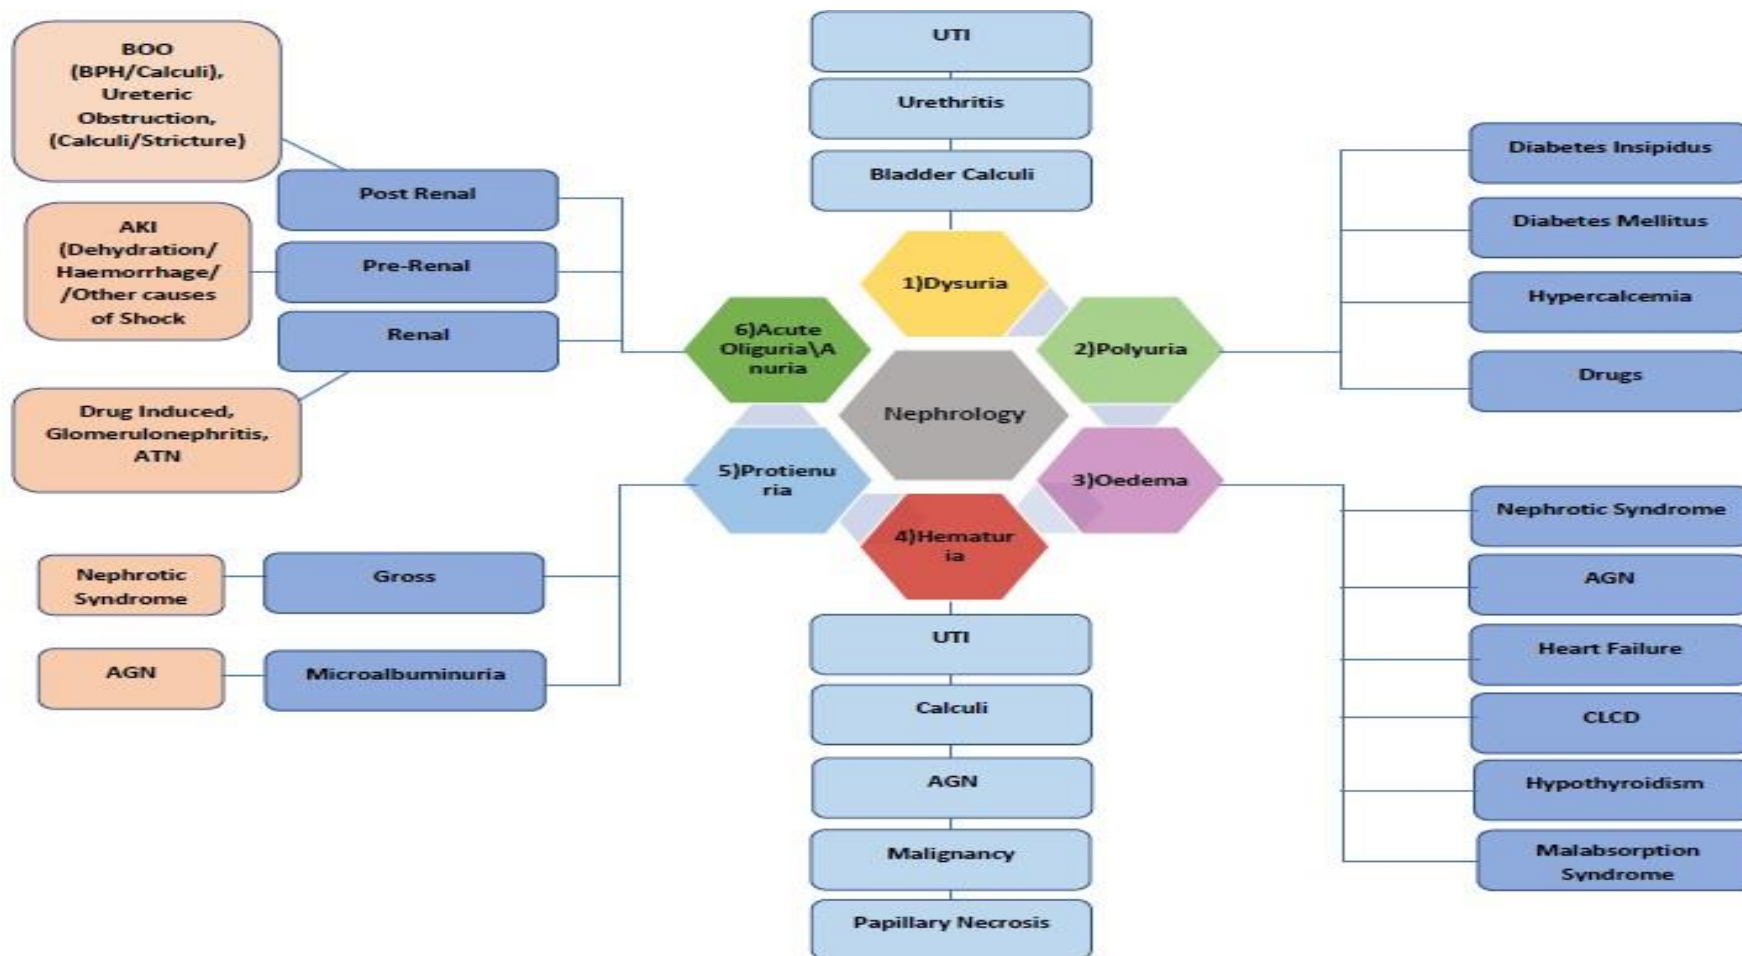 UTI
Urethritis
Bladder Calculi
1)Dysuria
2)Polyuria
Diabetes Insipidus
Diabetes Mellitus
Hypercalcemia
Drugs
3)Oedema
Nephrotic Syndrome
AGN
Heart Failure
CLCD
Hypothyroidism
Malabsorption
Syndrome
4)Hematur
ia
UTI
Calculi
AGN
Malignancy
Papillary Necrosis
5)Protienu
ria
Gross
Nephrotic
Syndrome
Microalbuminuria
AGN
6)Acute
Oliguria\A
nuria
Post Renal
BOO
(BPH/Calculi),
Ureteric
Obstruction,
(Calculi/Stricture)
Pre-Renal
AKI
(Dehydration/
Haemorrhage/
/Other causes
of Shock
Renal
Drug Induced,
Glomerulonephritis,
ATN
Nephrology